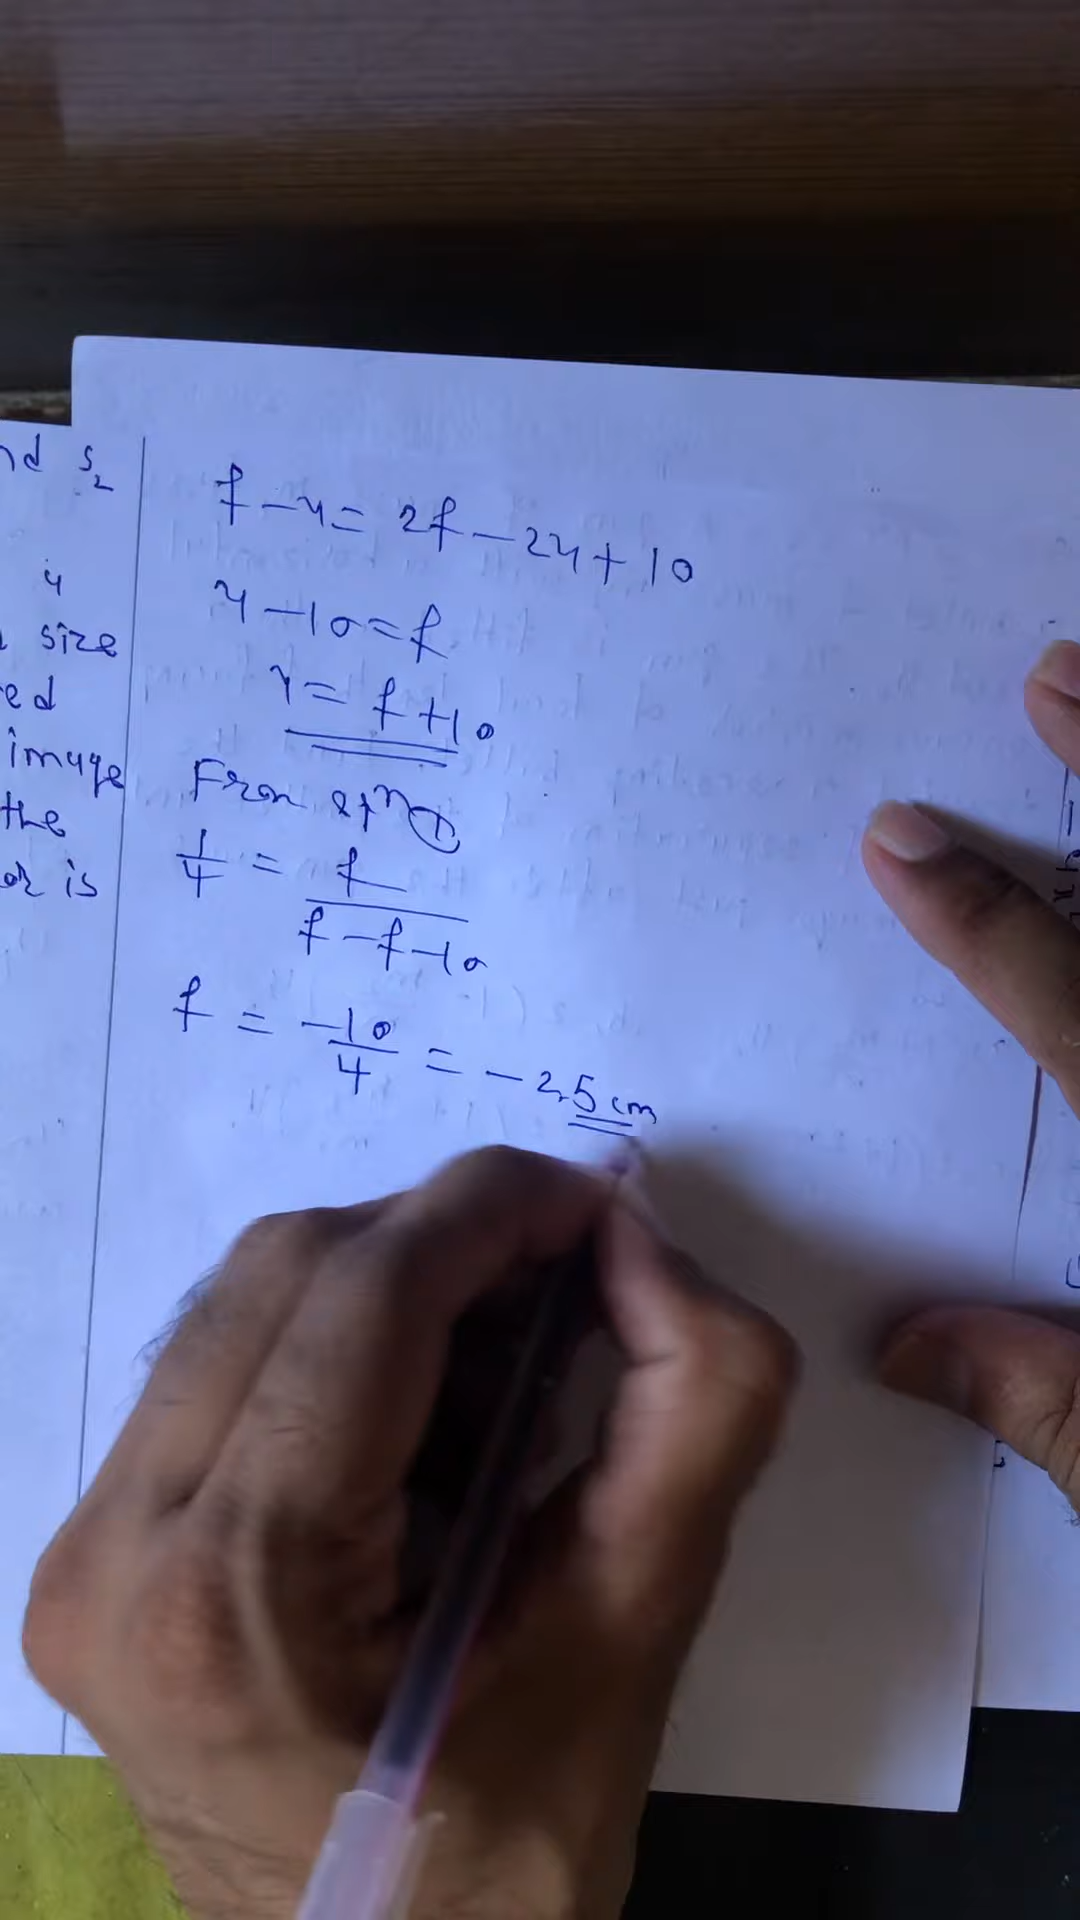 nd S₂
4
size
ed
image
the
or is
f - u = 2f - 2u + 10
u - 10 = f
u = f + 10
From eqⁿ ①
1/4 = f/(f - f - 10)
f = -10/4 = -2.5 cm